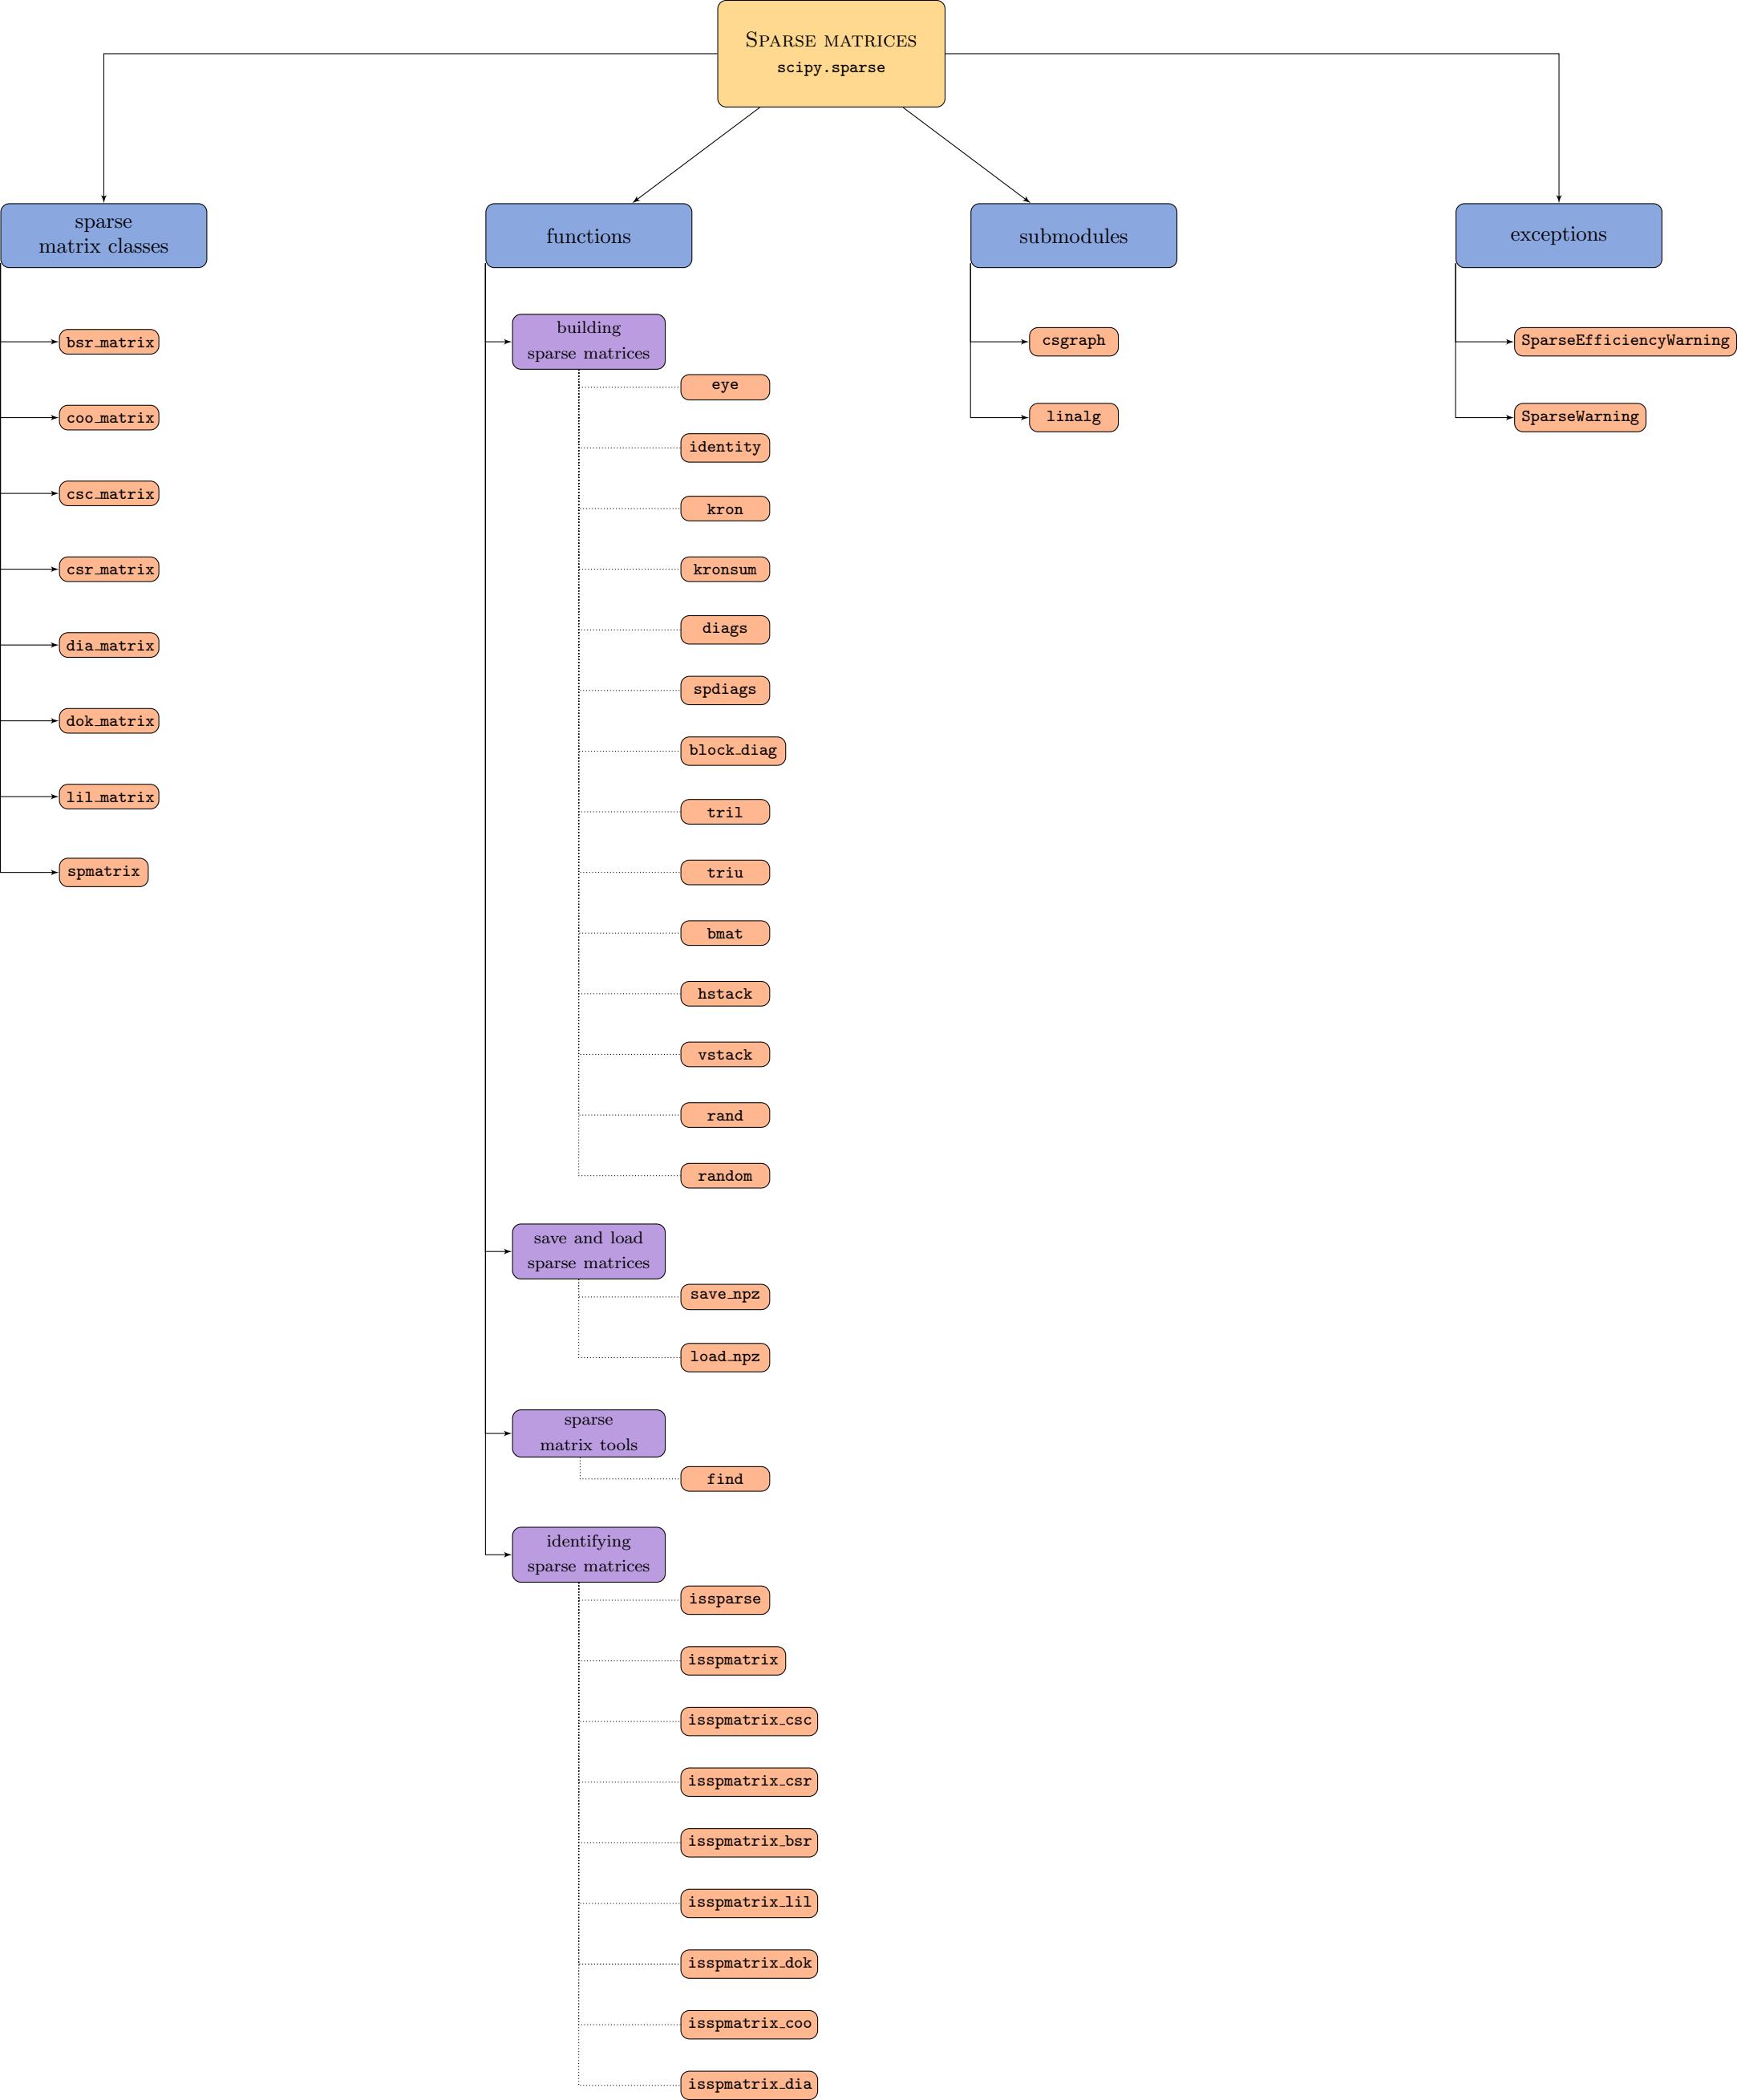 Sparse matrices
scipy.sparse
sparse
matrix classes
bsr_matrix
coo_matrix
csc_matrix
csr_matrix
dia_matrix
dok_matrix
lil_matrix
spmatrix
functions
building
sparse matrices
eye
identity
kron
kronsum
diags
spdiags
block_diag
tril
triu
bmat
hstack
vstack
rand
random
save and load
sparse matrices
save_npz
load_npz
sparse
matrix tools
find
identifying
sparse matrices
issparse
isspmatrix
isspmatrix_csc
isspmatrix_csr
isspmatrix_bsr
isspmatrix_lil
isspmatrix_dok
isspmatrix_coo
isspmatrix_dia
submodules
csgraph
linalg
exceptions
SparseEfficiencyWarning
SparseWarning